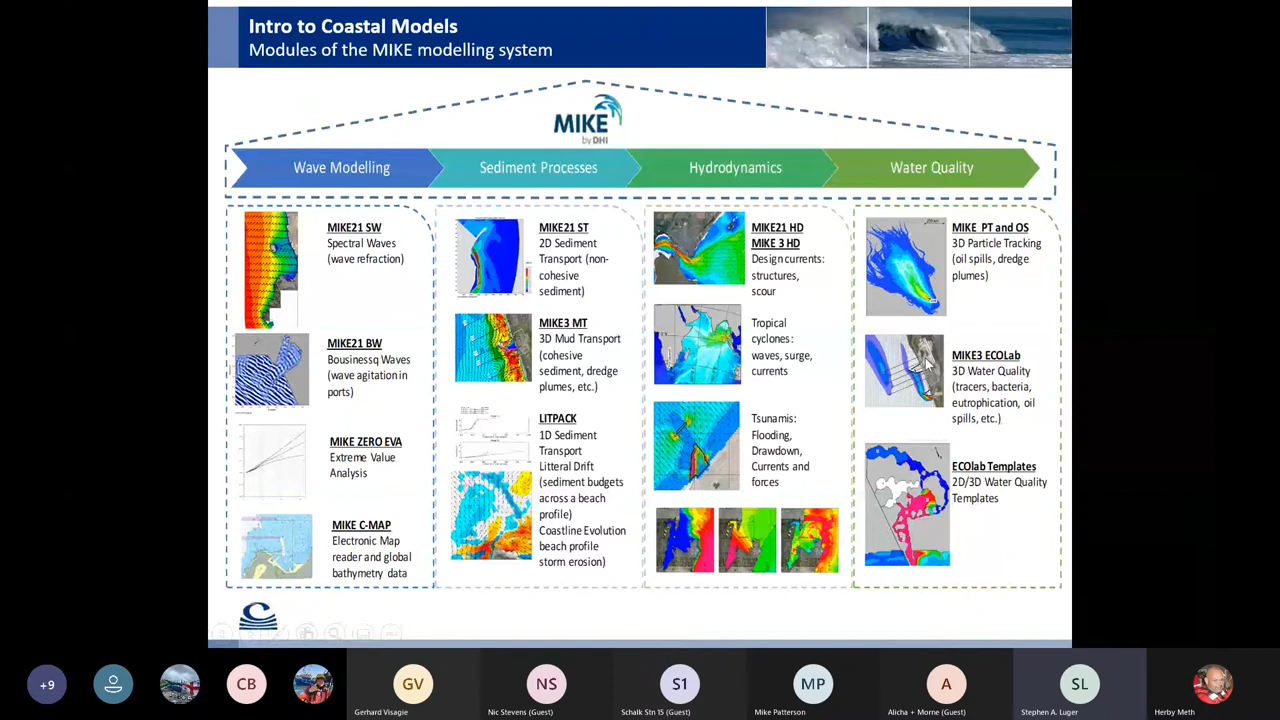 Intro to Coastal Models
Modules of the MIKE modelling system
MIKE
by DHI
Wave Modelling
Sediment Processes
Hydrodynamics
Water Quality
MIKE21 SW
Spectral Waves
(wave refraction)
MIKE21 BW
Bousinessq Waves
(wave agitation in
ports)
MIKE ZERO EVA
Extreme Value
Analysis
MIKE C-MAP
Electronic Map
reader and global
bathymetry data
MIKE21 ST
2D Sediment
Transport (non-
cohesive
sediment)
MIKE3 MT
3D Mud Transport
(cohesive
sediment, dredge
plumes, etc.)
LITPACK
1D Sediment
Transport
Litteral Drift
(sediment budgets
across a beach
profile)
Coastline Evolution
beach profile
storm erosion)
MIKE21 HD
MIKE 3 HD
Design currents:
structures,
scour
Tropical
cyclones:
waves, surge,
currents
Tsunamis:
Flooding,
Drawdown,
Currents and
forces
MIKE PT and OS
3D Particle Tracking
(oil spills, dredge
plumes)
MIKE3 ECOLab
3D Water Quality
(tracers, bacteria,
eutrophication, oil
spills, etc.)
ECOlab Templates
2D/3D Water Quality
Templates
+9
CB
GV
NS
S1
MP
A
SL
Gerhard Visagie
Nic Stevens (Guest)
Schalk Stn 15 (Guest)
Mike Patterson
Alicha + Morne (Guest)
Stephen A. Luger
Herby Meth